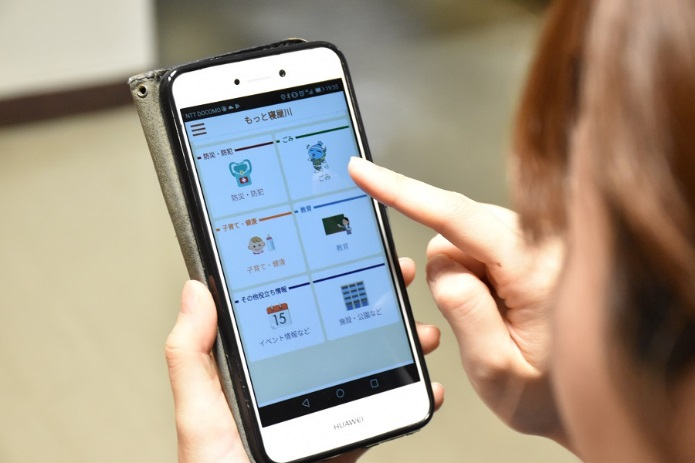 NTT DOCOMO
19:35
もっと寝屋川
防災・防犯
ごみ
防災・防犯
ごみ
子育て・健康
教育
子育て・健康
教育
その他役立ち情報
15
イベント情報など
施設・公園など
HUAWEI